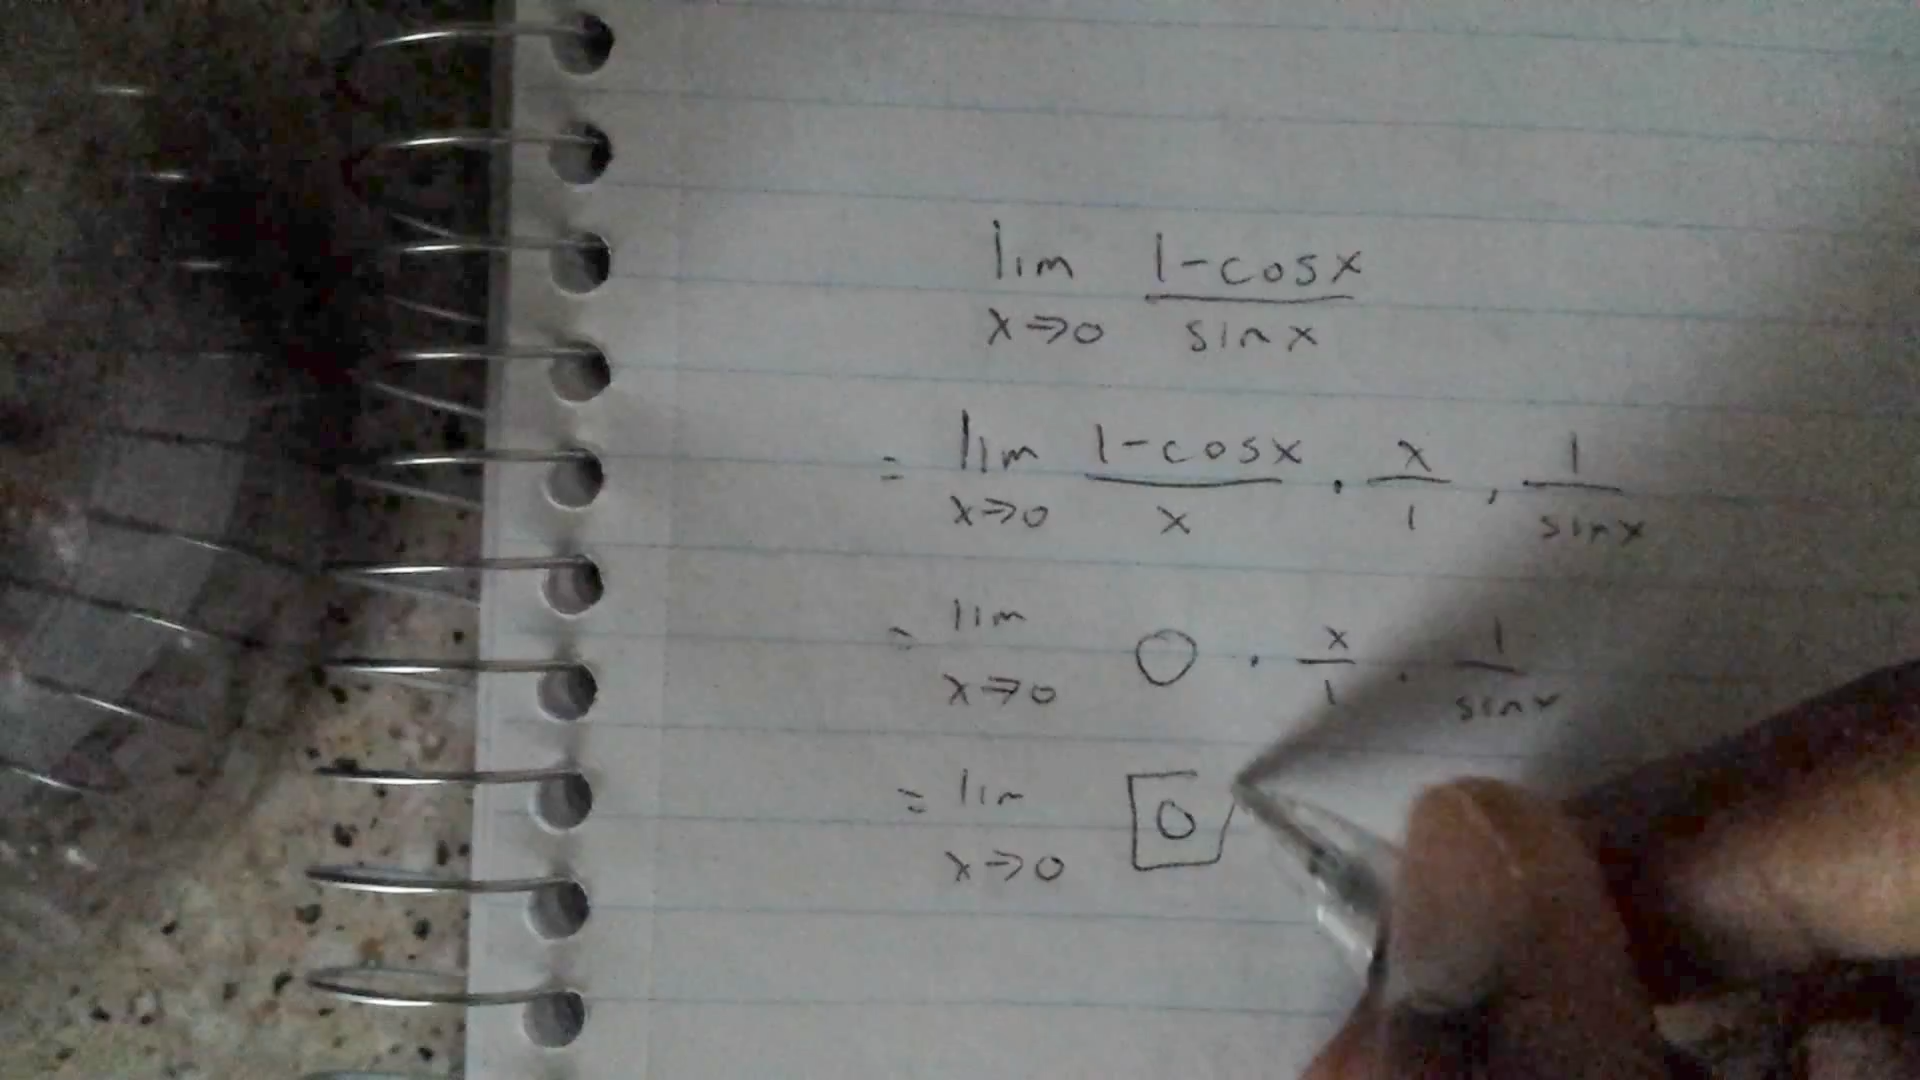 lim 1-cosx
x→0 sinx
= lim 1-cosx · x · 1
x→0 x 1 sinx
= lim 0 · x · 1
x→0 1 sinx
= lim 0
x→0